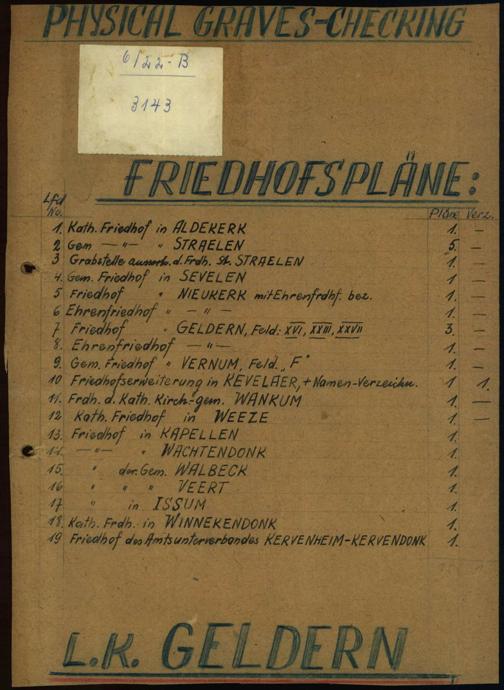 PHYSICAL GRAVES-CHECKING
6/22-B
3143
FRIEDHOFSPLÄNE:
Lfd No. Pläne Verz.
1. Kath. Friedhof in ALDEKERK 1. –
2 Gem —"— " STRAELEN 5. –
3 Grabstelle ausserh. d. Frdh. St. STRAELEN 1. –
4. Gem. Friedhof in SEVELEN 1. –
5 Friedhof " NIEUKERK mit Ehrenfrdhf. bez. 1. –
6 Ehrenfriedhof —"— 1. –
7 Friedhof " GELDERN, Feld: XVI, XXIII, XXVII 3. –
8. Ehrenfriedhof —"— 1. –
9. Gem. Friedhof " VERNUM, Feld „F" 1. –
10 Friedhofserweiterung in KEVELAER, + Namen-Verzeichn. 1. 1.
11. Frdh. d. Kath. Kirch-gem. WANKUM 1. –
12 Kath. Friedhof in WEEZE 1. –
13. Friedhof in KAPELLEN 1.
14. —"— " WACHTENDONK 1.
15. " der Gem. WALBECK 1.
16 " " " VEERT 1.
17 " in ISSUM 1.
18. Kath. Frdh. in WINNEKENDONK 1.
19 Friedhof des Amtsunterverbandes KERVENHEIM-KERVENDONK 1.
L.K. GELDERN